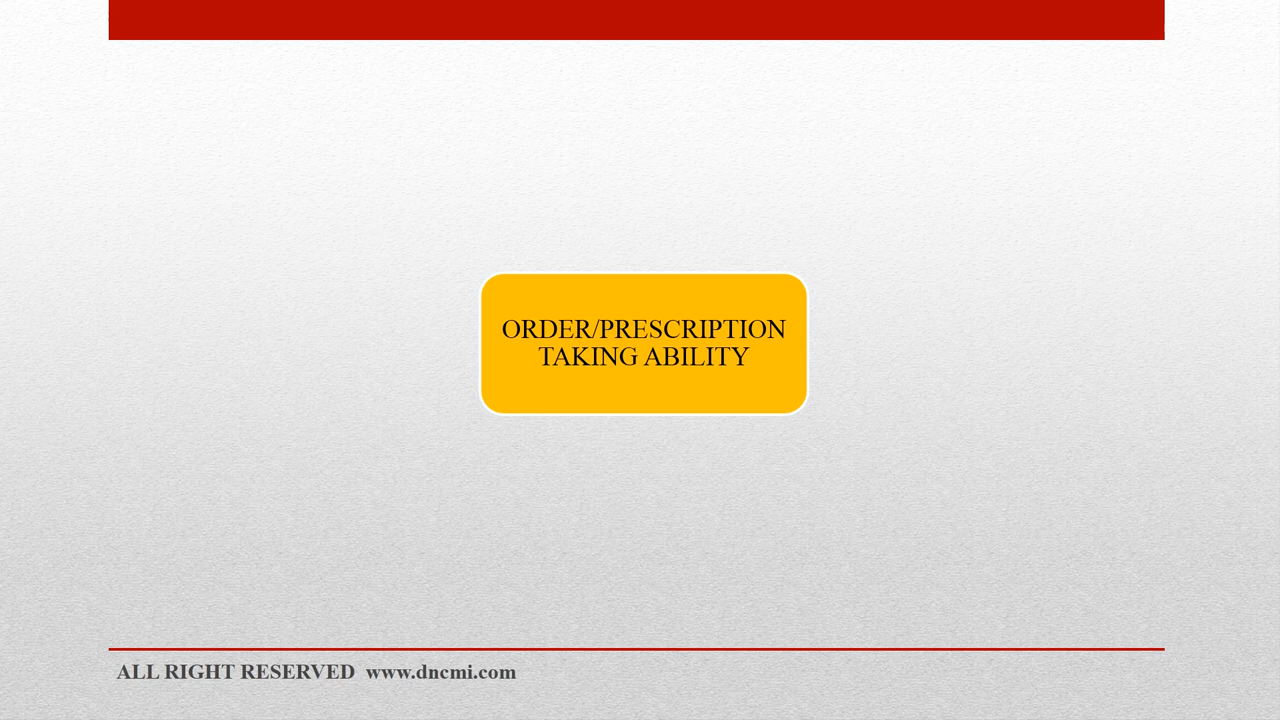 ORDER/PRESCRIPTION
TAKING ABILITY
ALL RIGHT RESERVED  www.dncmi.com